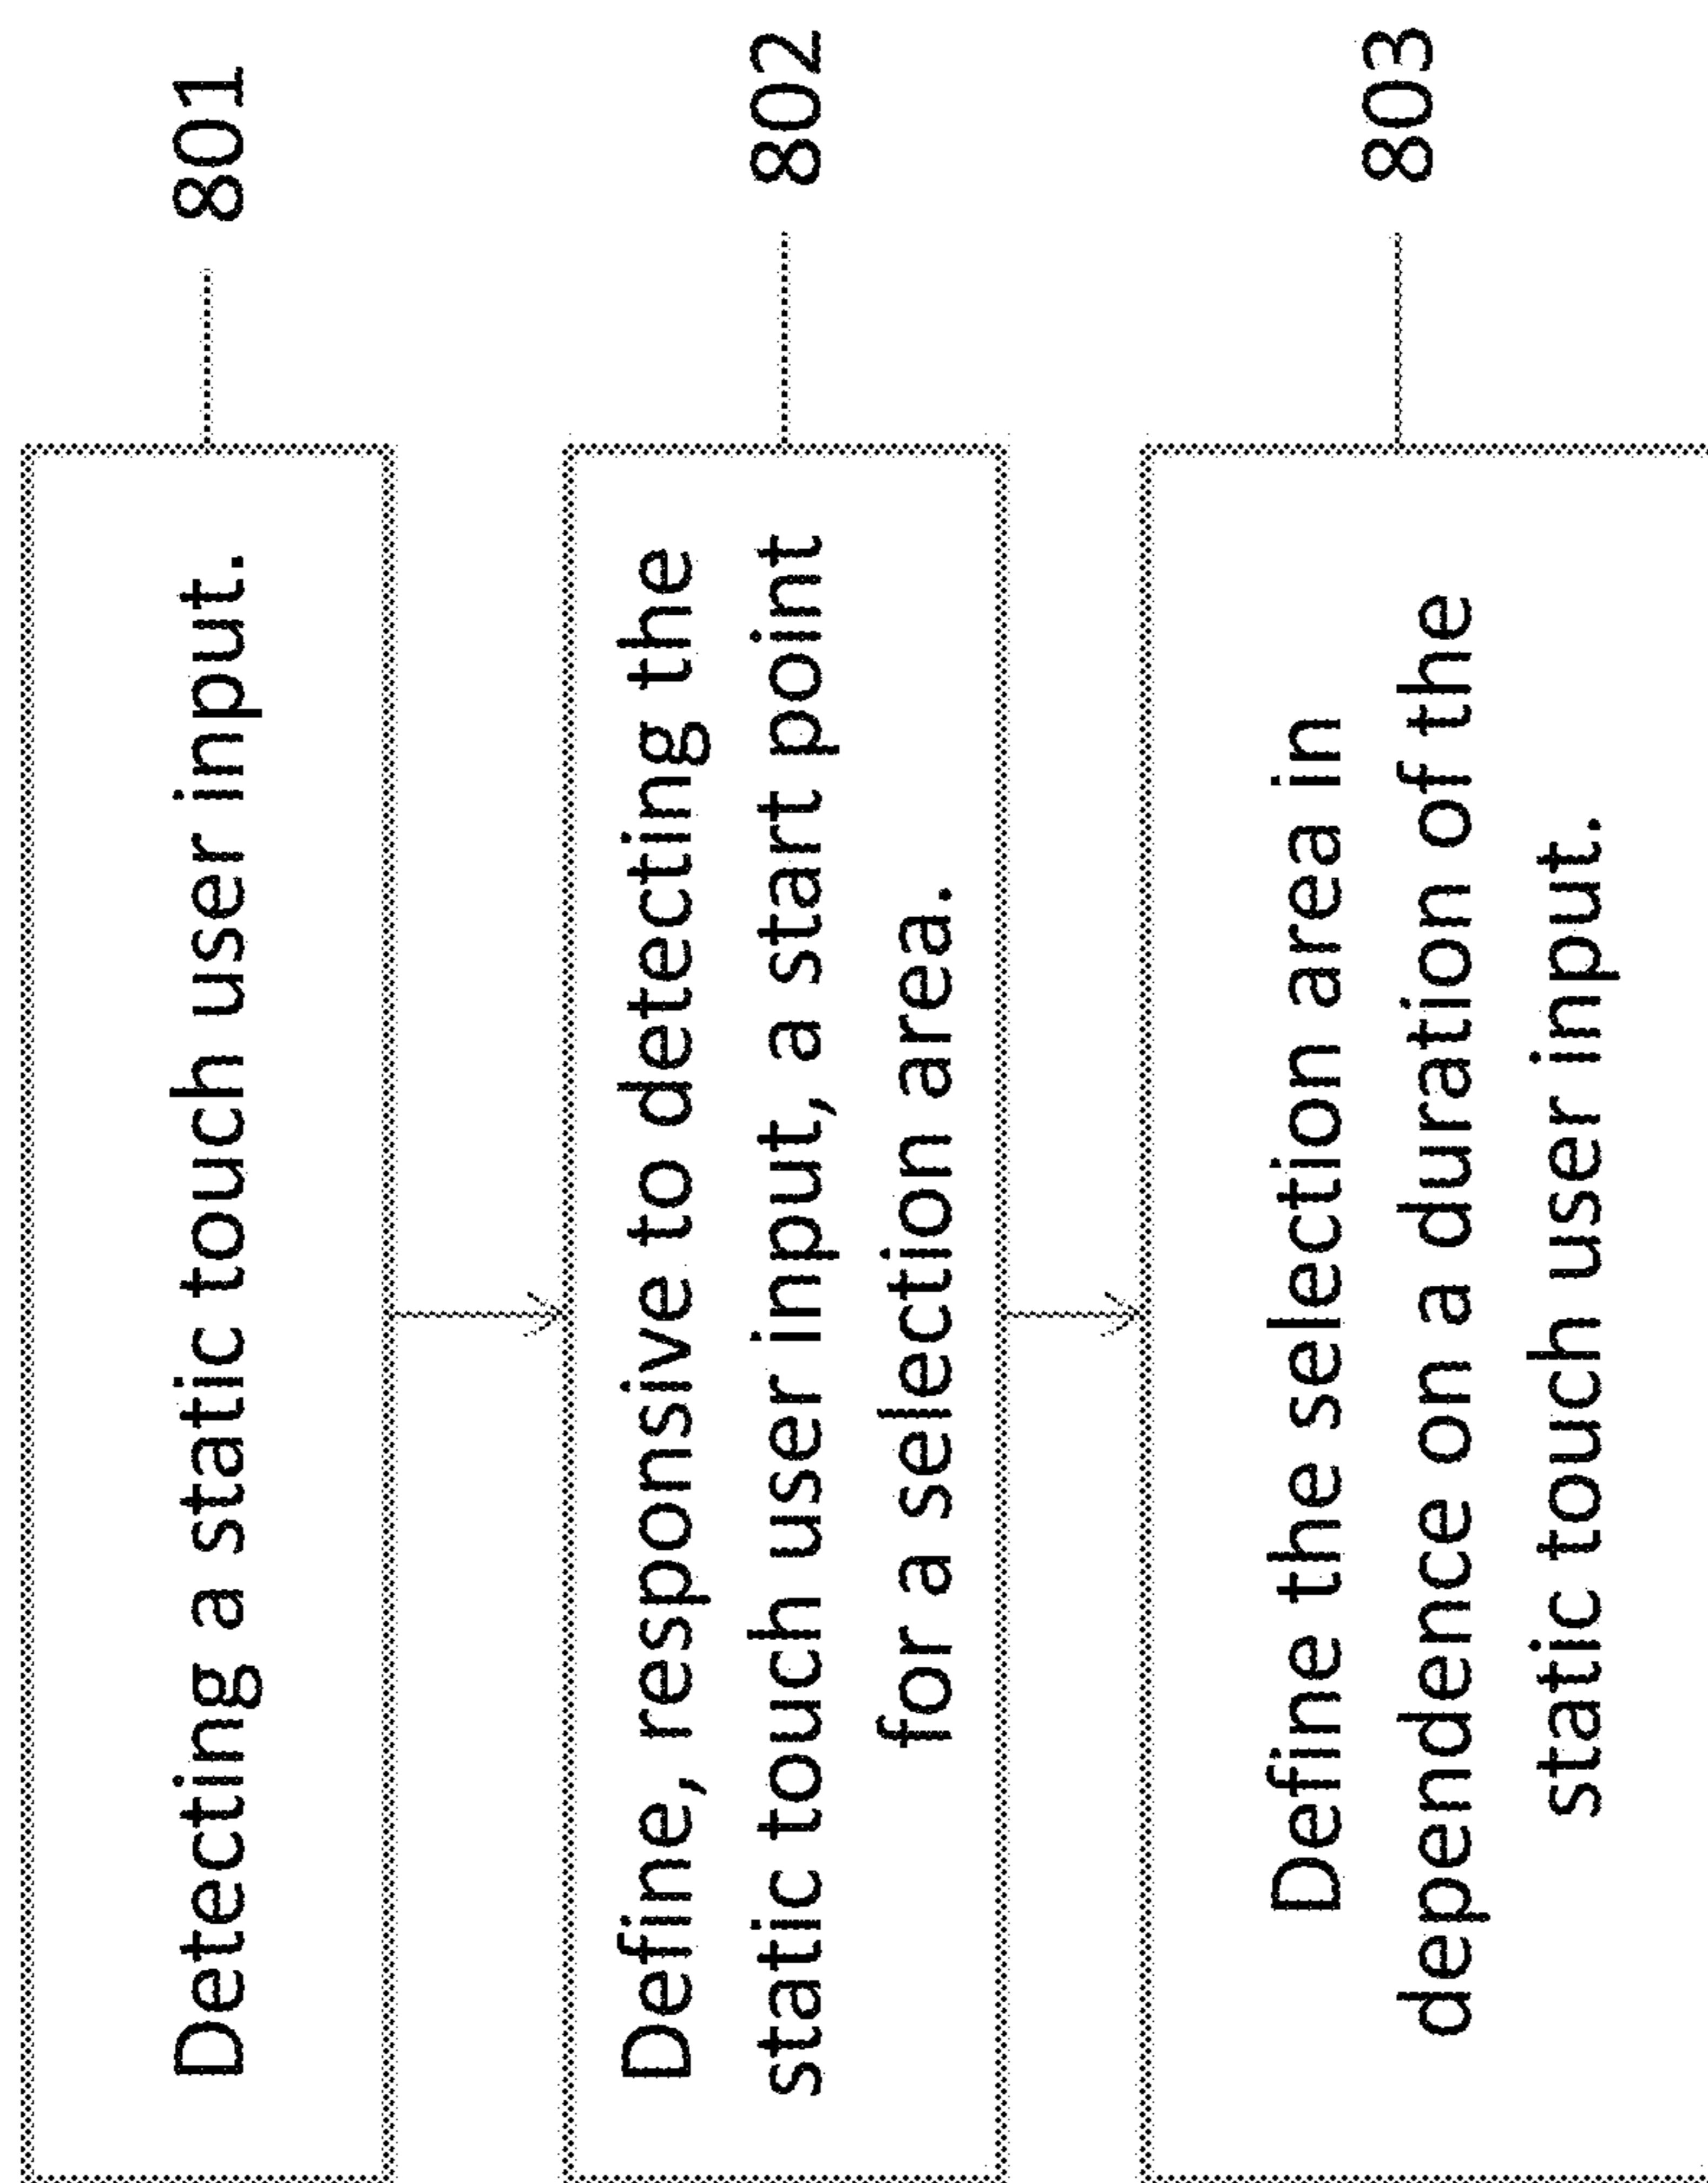 Detecting a static touch user input.
801
Define, responsive to detecting the
static touch user input, a start point
for a selection area.
802
Define the selection area in
dependence on a duration of the
static touch user input.
803